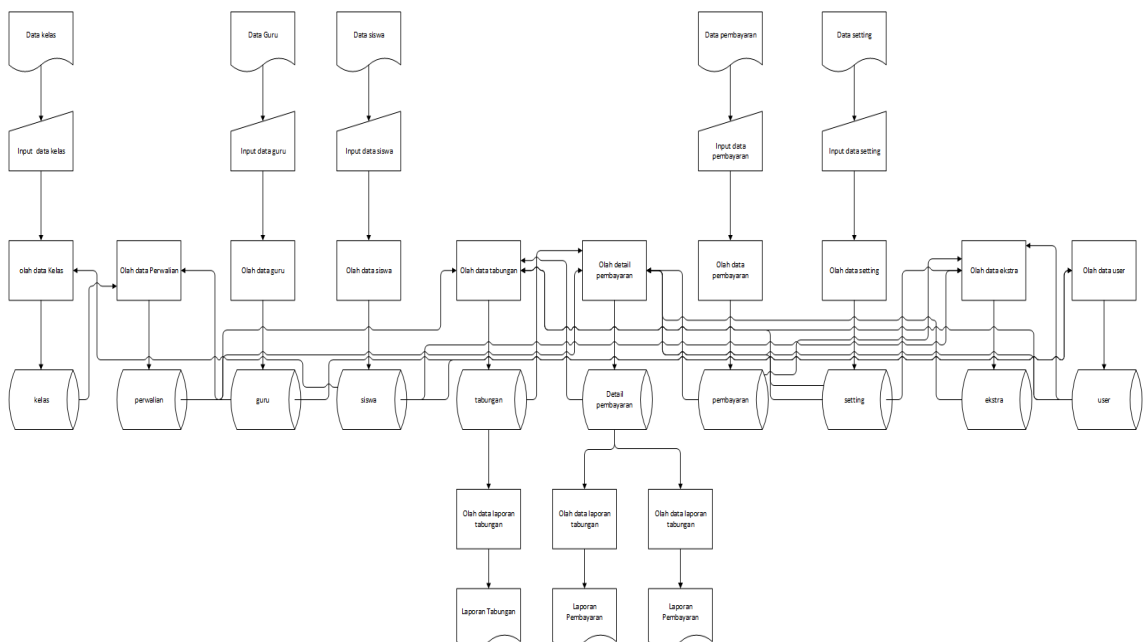 Data kelas
Data Guru
Data siswa
Data pembayaran
Data setting
Input data kelas
Input data guru
Input data siswa
Input data
pembayaran
Input data setting
olah data Kelas
Olah data Perwalian
Olah data guru
Olah data siswa
Olah data tabungan
Olah detail
pembayaran
Olah data
pembayaran
Olah data setting
Olah data ekstra
Olah data user
kelas
perwalian
guru
siswa
tabungan
Detail
pembayaran
pembayaran
setting
ekstra
user
Olah data laporan
tabungan
Olah data laporan
tabungan
Olah data laporan
tabungan
Laporan Tabungan
Laporan
Pembayaran
Laporan
Pembayaran